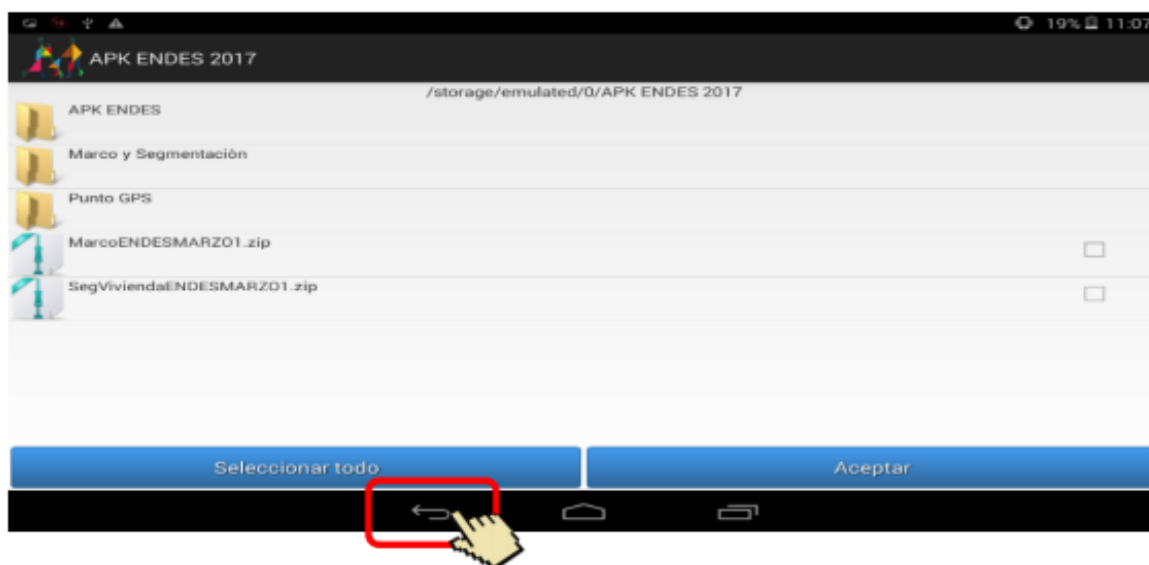 19% 11:07
APK ENDES 2017
/storage/emulated/0/APK ENDES 2017
APK ENDES
Marco y Segmentaciòn
Punto GPS
MarcoENDESMARZO1.zip
SegViviendaENDESMARZO1.zip
Seleccionar todo
Aceptar